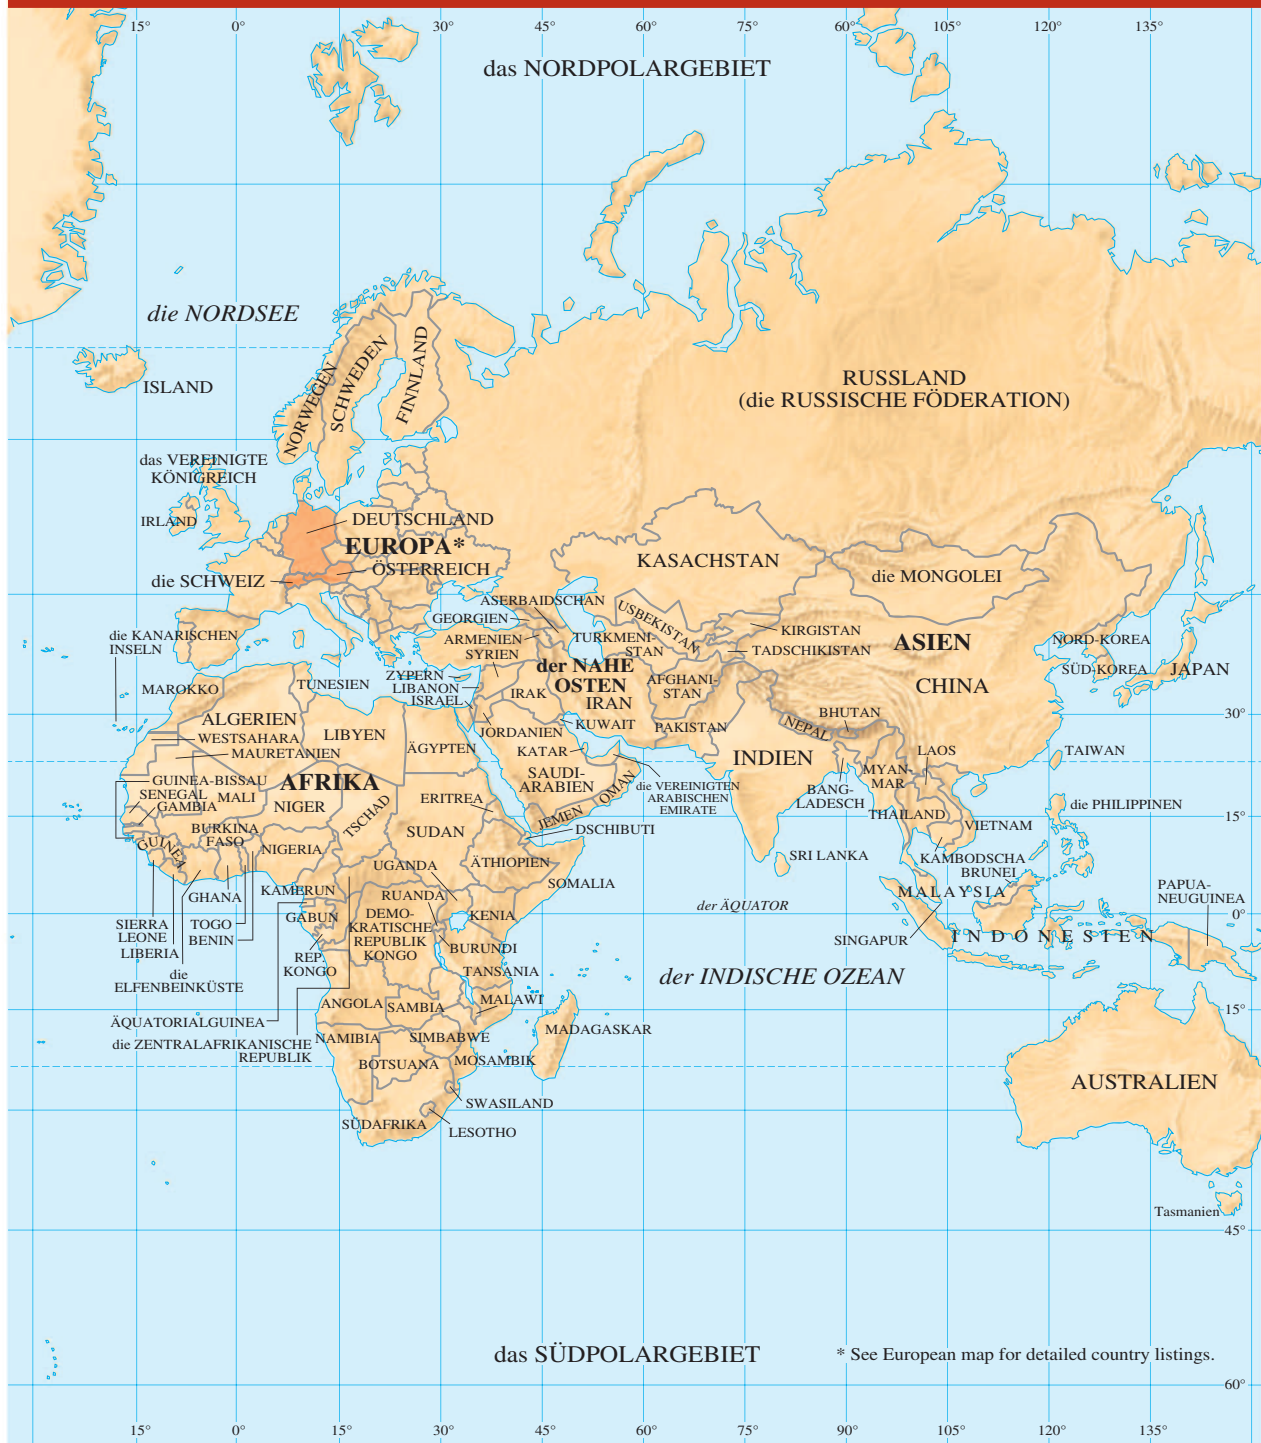 15° 0° 15° 30° 45° 60° 75° 60° 90° 105° 120° 135°
das NORDPOLARGEBIET
die NORDSEE
ISLAND
NORWEGEN
SCHWEDEN
FINNLAND
RUSSLAND
(die RUSSISCHE FÖDERATION)
das VEREINIGTE
KÖNIGREICH
IRLAND
DEUTSCHLAND
EUROPA*
ÖSTERREICH
die SCHWEIZ
KASACHSTAN
die MONGOLEI
ASERBAIDSCHAN
GEORGIEN
USBEKISTAN
KIRGISTAN
ARMENIEN
TURKMENI-
STAN
TADSCHIKISTAN
ASIEN
NORD-KOREA
die KANARISCHEN
INSELN
SYRIEN
der NAHE
OSTEN
SÜD-KOREA
JAPAN
ZYPERN
LIBANON
ISRAEL
IRAK
IRAN
AFGHANI-
STAN
CHINA
MAROKKO
TUNESIEN
ALGERIEN
WESTSAHARA
MAURETANIEN
LIBYEN
ÄGYPTEN
JORDANIEN
KUWAIT
PAKISTAN
NEPAL
BHUTAN
30°
KATAR
SAUDI-
ARABIEN
OMAN
die VEREINIGTEN
ARABISCHEN
EMIRATE
INDIEN
BANG-
LADESCH
MYAN-
MAR
LAOS
TAIWAN
GUINEA-BISSAU
SENEGAL
GAMBIA
MALI
AFRIKA
NIGER
TSCHAD
ERITREA
JEMEN
DSCHIBUTI
THAILAND
VIETNAM
die PHILIPPINEN
15°
GUINEA
BURKINA
FASO
NIGERIA
SUDAN
UGANDA
ÄTHIOPIEN
SOMALIA
SRI LANKA
KAMBODSCHA
BRUNEI
MALAYSIA
GHANA
KAMERUN
RUANDA
der ÄQUATOR
PAPUA-
NEUGUINEA
0°
SIERRA
LEONE
LIBERIA
TOGO
BENIN
GABUN
DEMO-
KRATISCHE
REPUBLIK
KONGO
KENIA
SINGAPUR
INDONESIEN
die
ELFENBEINKÜSTE
REP.
KONGO
BURUNDI
TANSANIA
der INDISCHE OZEAN
ÄQUATORIALGUINEA
ANGOLA
SAMBIA
MALAWI
15°
die ZENTRALAFRIKANISCHE
REPUBLIK
NAMIBIA
SIMBABWE
MADAGASKAR
BOTSUANA
MOSAMBIK
AUSTRALIEN
SWASILAND
SÜDAFRIKA
LESOTHO
Tasmanien
45°
das SÜDPOLARGEBIET
* See European map for detailed country listings.
60°
15° 0° 15° 30° 45° 60° 75° 90° 105° 120° 135°